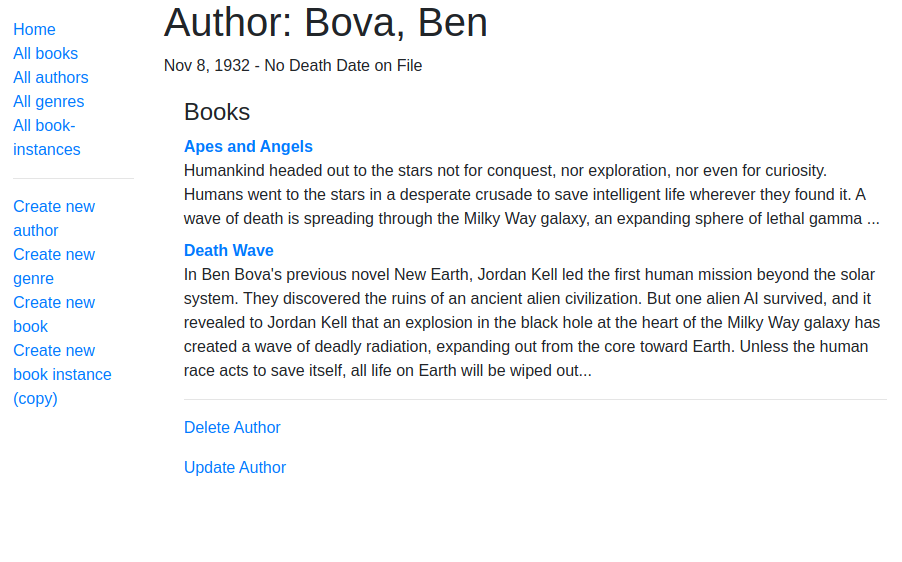 Home
All books
All authors
All genres
All book-
instances
Create new
author
Create new
genre
Create new
book
Create new
book instance
(copy)
Author: Bova, Ben
Nov 8, 1932 - No Death Date on File
Books
Apes and Angels
Humankind headed out to the stars not for conquest, nor exploration, nor even for curiosity.
Humans went to the stars in a desperate crusade to save intelligent life wherever they found it. A
wave of death is spreading through the Milky Way galaxy, an expanding sphere of lethal gamma ...
Death Wave
In Ben Bova's previous novel New Earth, Jordan Kell led the first human mission beyond the solar
system. They discovered the ruins of an ancient alien civilization. But one alien AI survived, and it
revealed to Jordan Kell that an explosion in the black hole at the heart of the Milky Way galaxy has
created a wave of deadly radiation, expanding out from the core toward Earth. Unless the human
race acts to save itself, all life on Earth will be wiped out...
Delete Author
Update Author